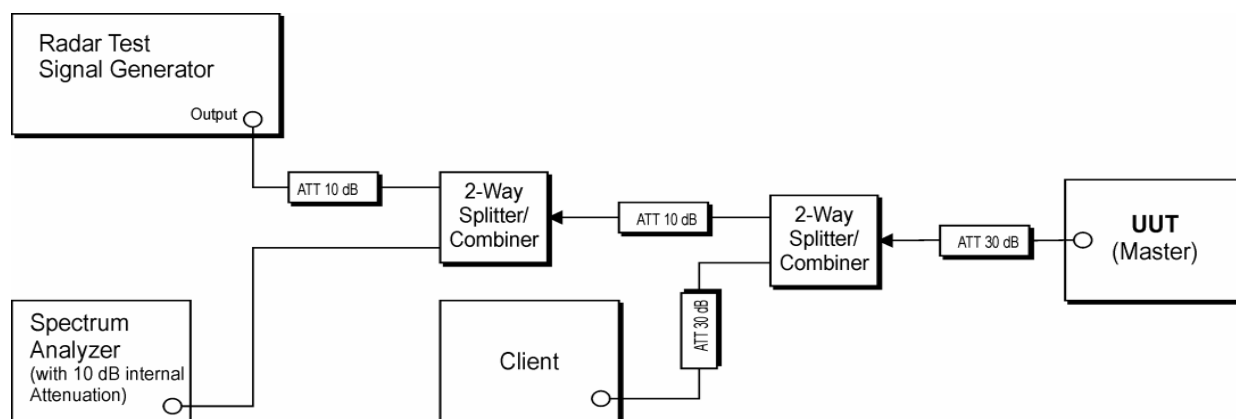 Radar Test
Signal Generator
Output
ATT 10 dB
2-Way
Splitter/
Combiner
ATT 10 dB
2-Way
Splitter/
Combiner
ATT 30 dB
UUT
(Master)
Spectrum
Analyzer
(with 10 dB internal
Attenuation)
Client
ATT 30 dB